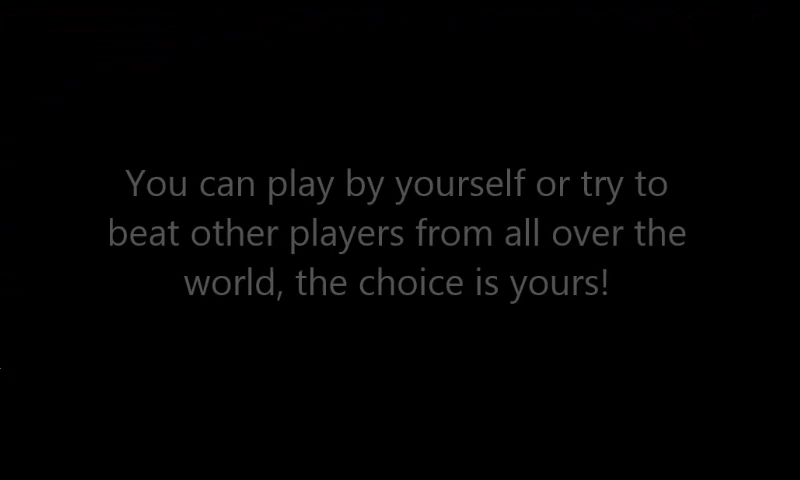 You can play by yourself or try to
beat other players from all over the
world, the choice is yours!